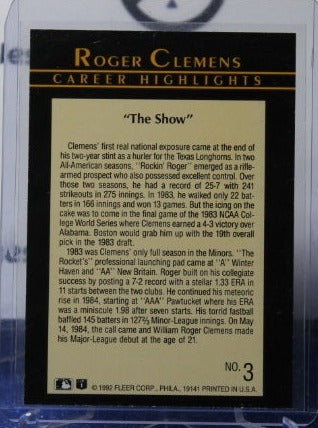 ROGER CLEMENS
CAREER HIGHLIGHTS
"The Show"
Clemens' first real national exposure came at the end of
his two-year stint as a hurler for the Texas Longhorns. In two
All-American seasons, "Rockin' Roger" emerged as a rifle-
armed prospect who also possessed excellent control. Over
those two seasons, he had a record of 25-7 with 241
strikeouts in 275 innings. In 1983, he walked only 22 bat-
ters in 166 innings and won 13 games. But the icing on the
cake was to come in the final game of the 1983 NCAA Col-
lege World Series where Clemens earned a 4-3 victory over
Alabama. Boston would grab him up with the 19th overall
pick in the 1983 draft.
1983 was Clemens' only full season in the Minors. "The
Rocket's" professional launching pad came at "A" Winter
Haven and "AA" New Britain. Roger built on his collegiate
success by posting a 7-2 record with a stellar 1.33 ERA in
11 starts between the two clubs. He continued his meteoric
rise in 1984, starting at "AAA" Pawtucket where his ERA
was a miniscule 1.98 after seven starts. His torrid fastball
baffled 145 batters in 127⅔ Minor-League innings. On May
14, 1984, the call came and William Roger Clemens made
his Major-League debut at the age of 21.
NO. 3
© 1992 FLEER CORP., PHILA., 19141 PRINTED IN U.S.A.